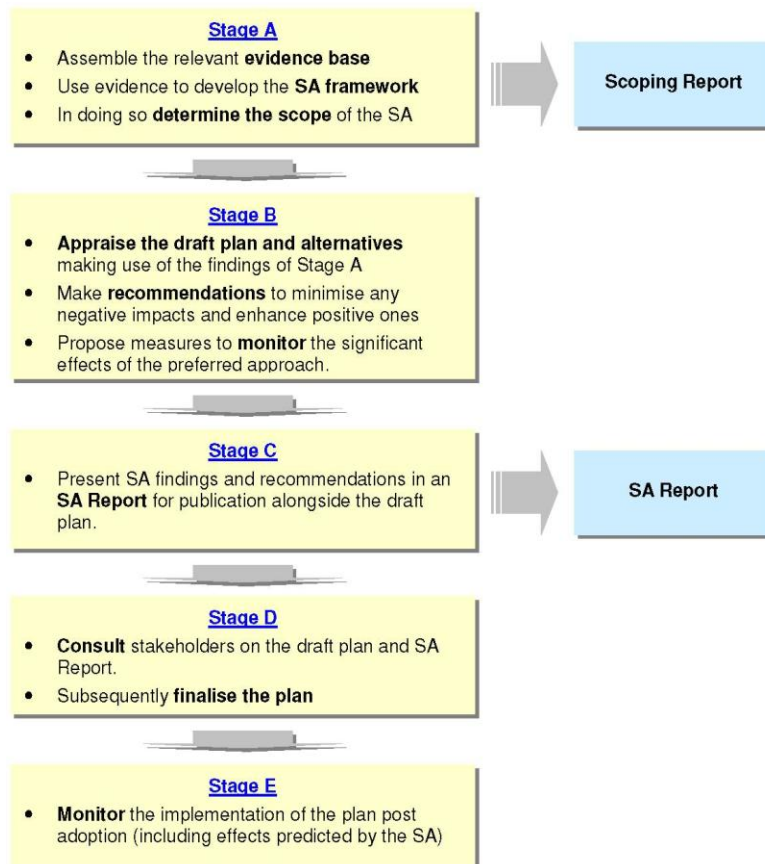 Stage A
• Assemble the relevant evidence base
• Use evidence to develop the SA framework
• In doing so determine the scope of the SA
Scoping Report
Stage B
• Appraise the draft plan and alternatives
making use of the findings of Stage A
• Make recommendations to minimise any
negative impacts and enhance positive ones
• Propose measures to monitor the significant
effects of the preferred approach.
Stage C
• Present SA findings and recommendations in an
SA Report for publication alongside the draft
plan.
SA Report
Stage D
• Consult stakeholders on the draft plan and SA
Report.
• Subsequently finalise the plan
Stage E
• Monitor the implementation of the plan post
adoption (including effects predicted by the SA)